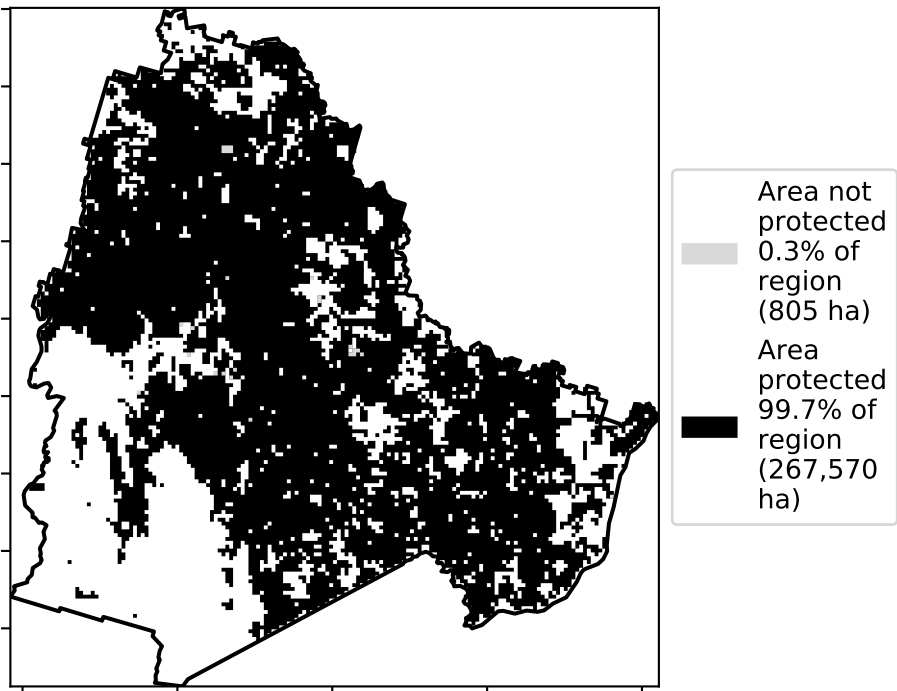 Area not
protected
0.3% of
region
(805 ha)
Area
protected
99.7% of
region
(267,570
ha)